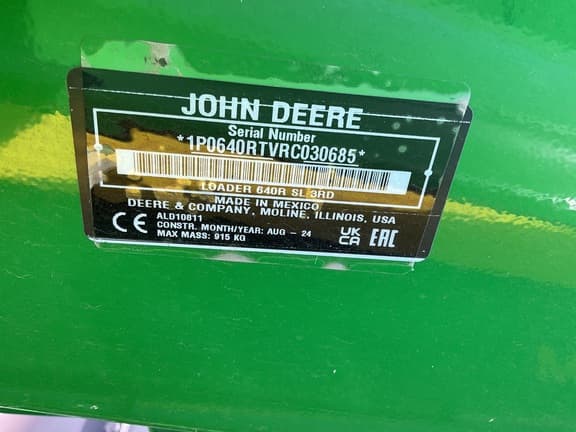 JOHN DEERE
Serial Number
*1P0640RTVRC030685*
LOADER 640R SL 3RD
MADE IN MEXICO
DEERE & COMPANY, MOLINE, ILLINOIS, USA
CE ALD10811 UK CA EAC
CONSTR. MONTH/YEAR: AUG - 24
MAX MASS: 915 KG